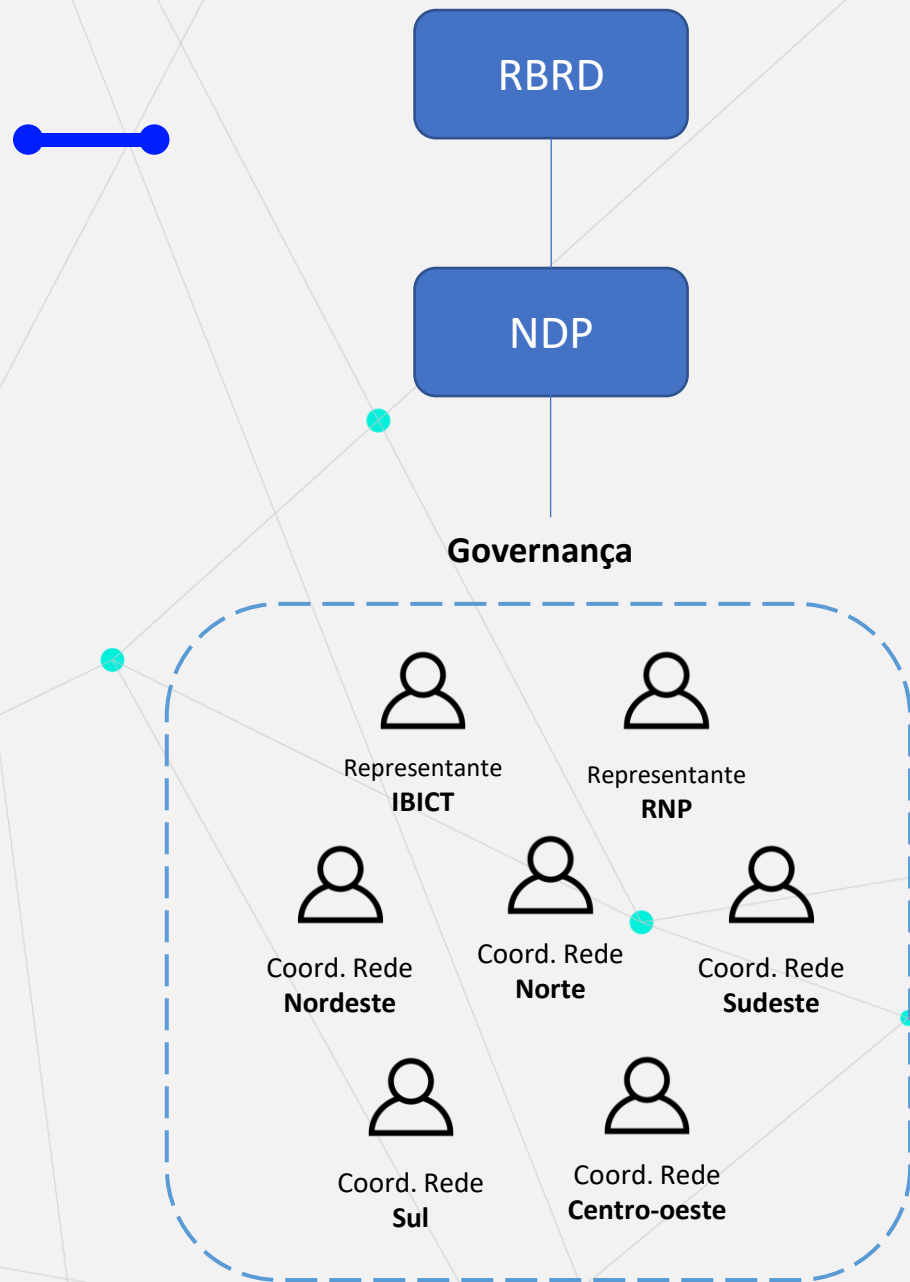 RBRD
NDP
Governança
Representante
IBICT
Representante
RNP
Coord. Rede
Nordeste
Coord. Rede
Norte
Coord. Rede
Sudeste
Coord. Rede
Sul
Coord. Rede
Centro-oeste